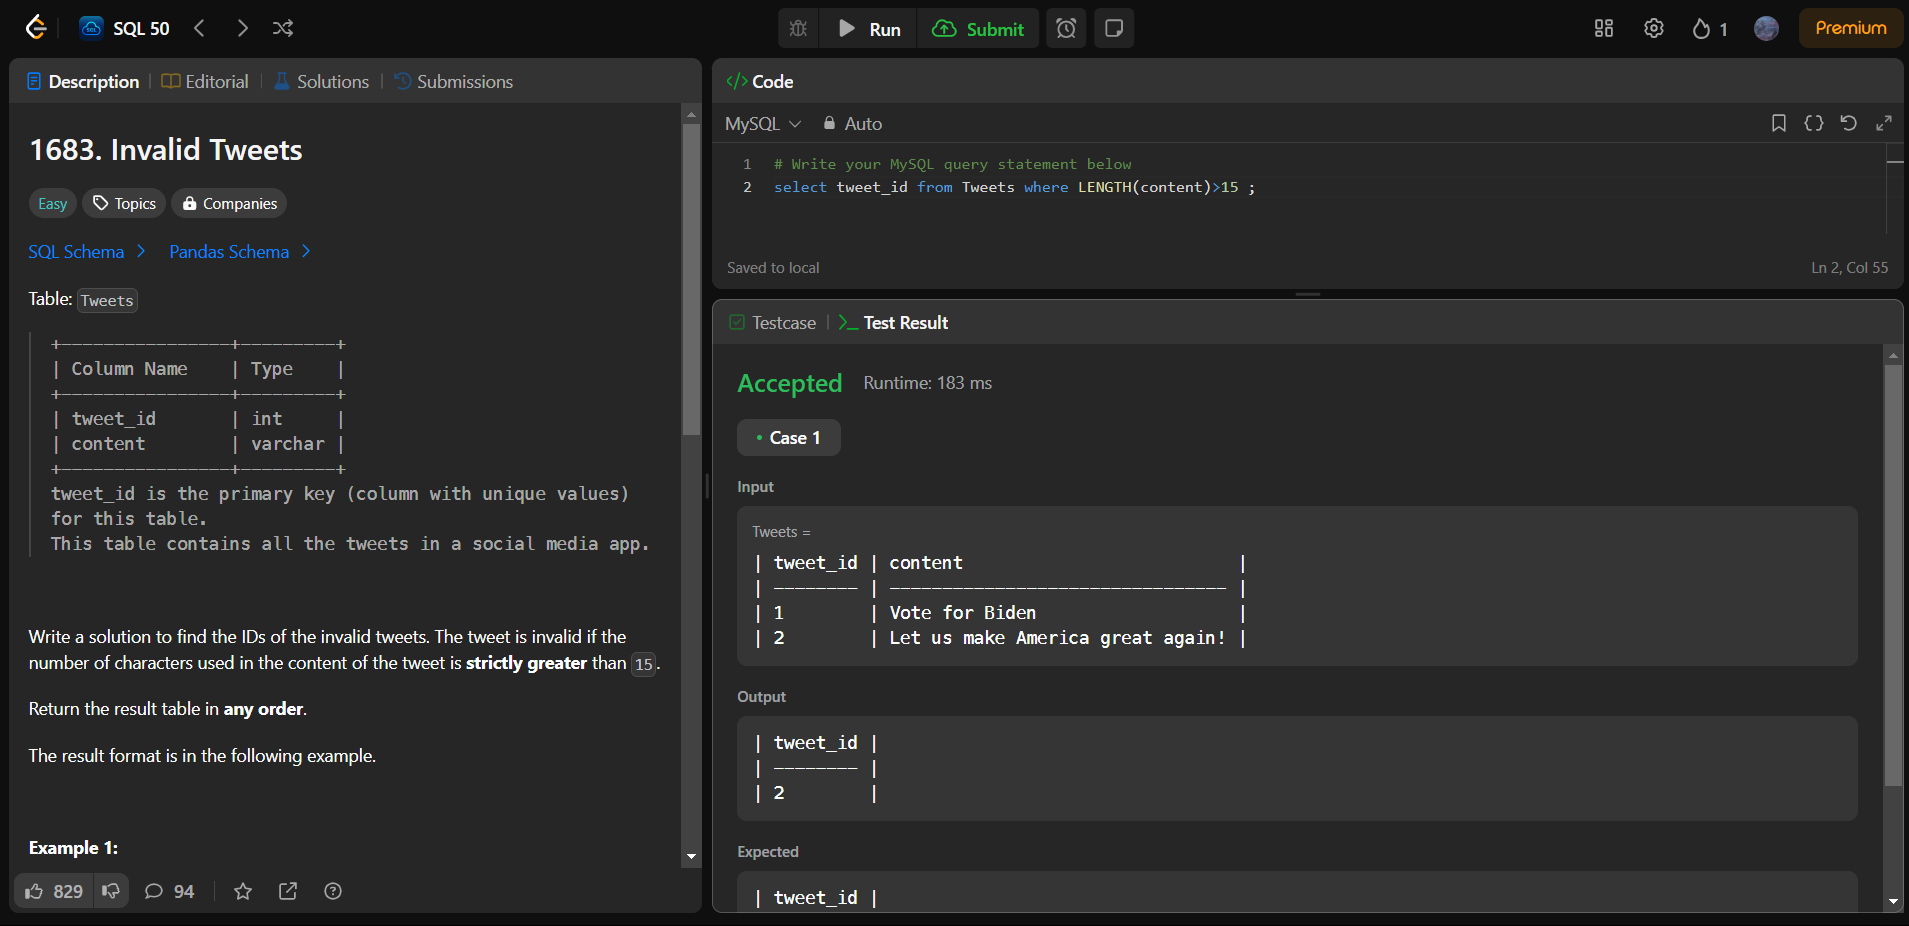 SQL 50
Run
Submit
1
Premium
Description
Editorial
Solutions
Submissions
1683. Invalid Tweets
Easy
Topics
Companies
SQL Schema
Pandas Schema
Table: Tweets
+----------------+---------+
| Column Name    | Type    |
+----------------+---------+
| tweet_id       | int     |
| content        | varchar |
+----------------+---------+
tweet_id is the primary key (column with unique values)
for this table.
This table contains all the tweets in a social media app.
Write a solution to find the IDs of the invalid tweets. The tweet is invalid if the
number of characters used in the content of the tweet is strictly greater than 15.
Return the result table in any order.
The result format is in the following example.
Example 1:
829
94
</> Code
MySQL
Auto
1 # Write your MySQL query statement below
2 select tweet_id from Tweets where LENGTH(content)>15 ;
Saved to local
Ln 2, Col 55
Testcase
Test Result
Accepted
Runtime: 183 ms
• Case 1
Input
Tweets =
| tweet_id | content                          |
| -------- | -------------------------------- |
| 1        | Vote for Biden                   |
| 2        | Let us make America great again! |
Output
| tweet_id |
| -------- |
| 2        |
Expected
| tweet_id |